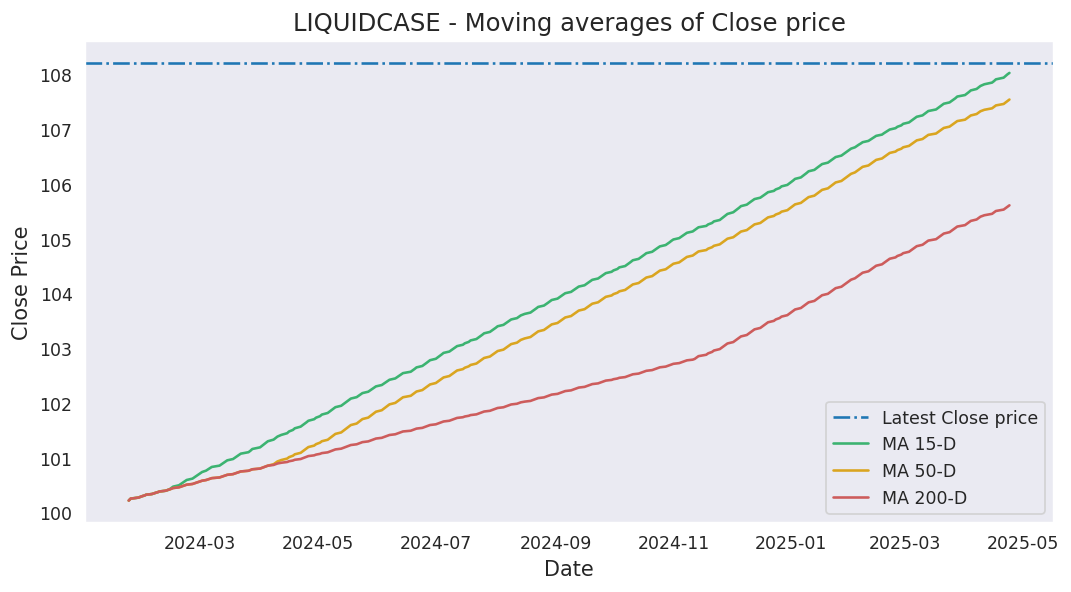 LIQUIDCASE - Moving averages of Close price
Close Price
108
107
106
105
104
103
102
101
100
Latest Close price
MA 15-D
MA 50-D
MA 200-D
2024-03 2024-05 2024-07 2024-09 2024-11 2025-01 2025-03 2025-05
Date